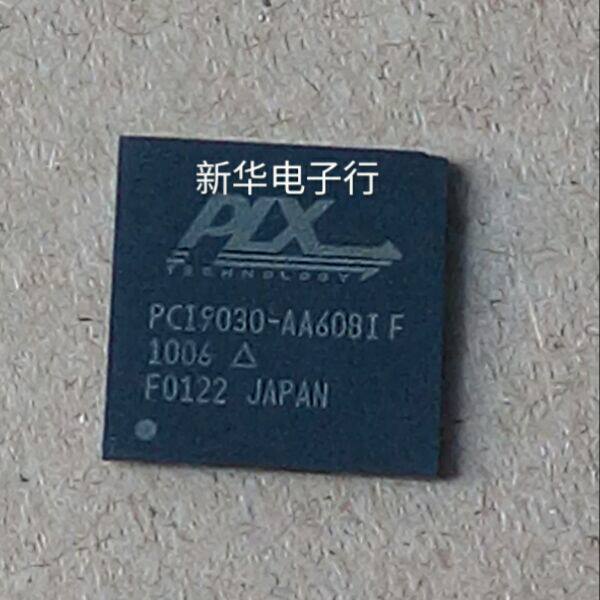 新华电子行
PLX
TECHNOLOGY
PCI9030-AA60BI F
1006 △
F0122 JAPAN